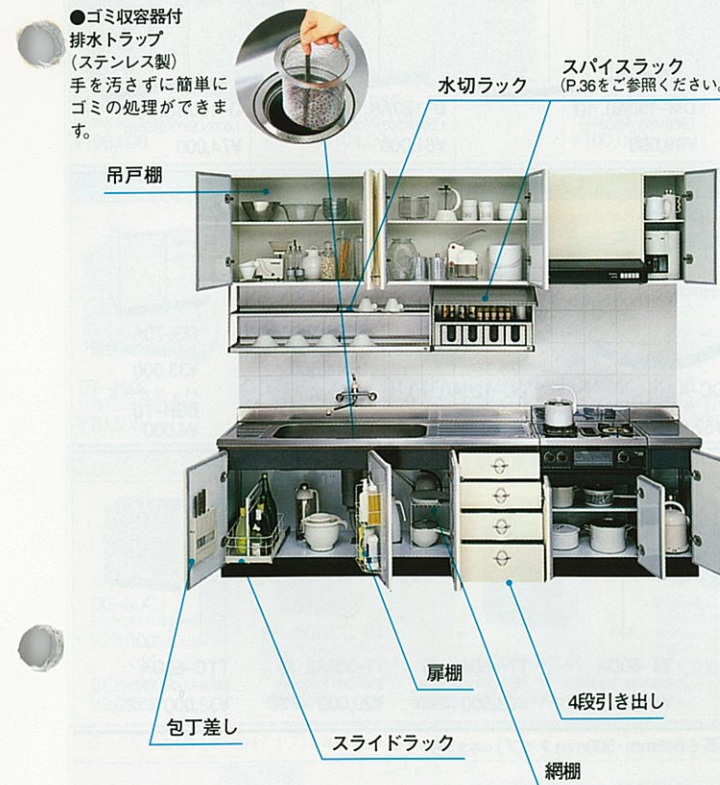 ●ゴミ収容器付
排水トラップ
（ステンレス製）
手を汚さずに簡単に
ゴミの処理ができま
す。
水切ラック
スパイスラック
（P.36をご参照ください。
吊戸棚
扉棚
4段引き出し
包丁差し
スライドラック
網棚